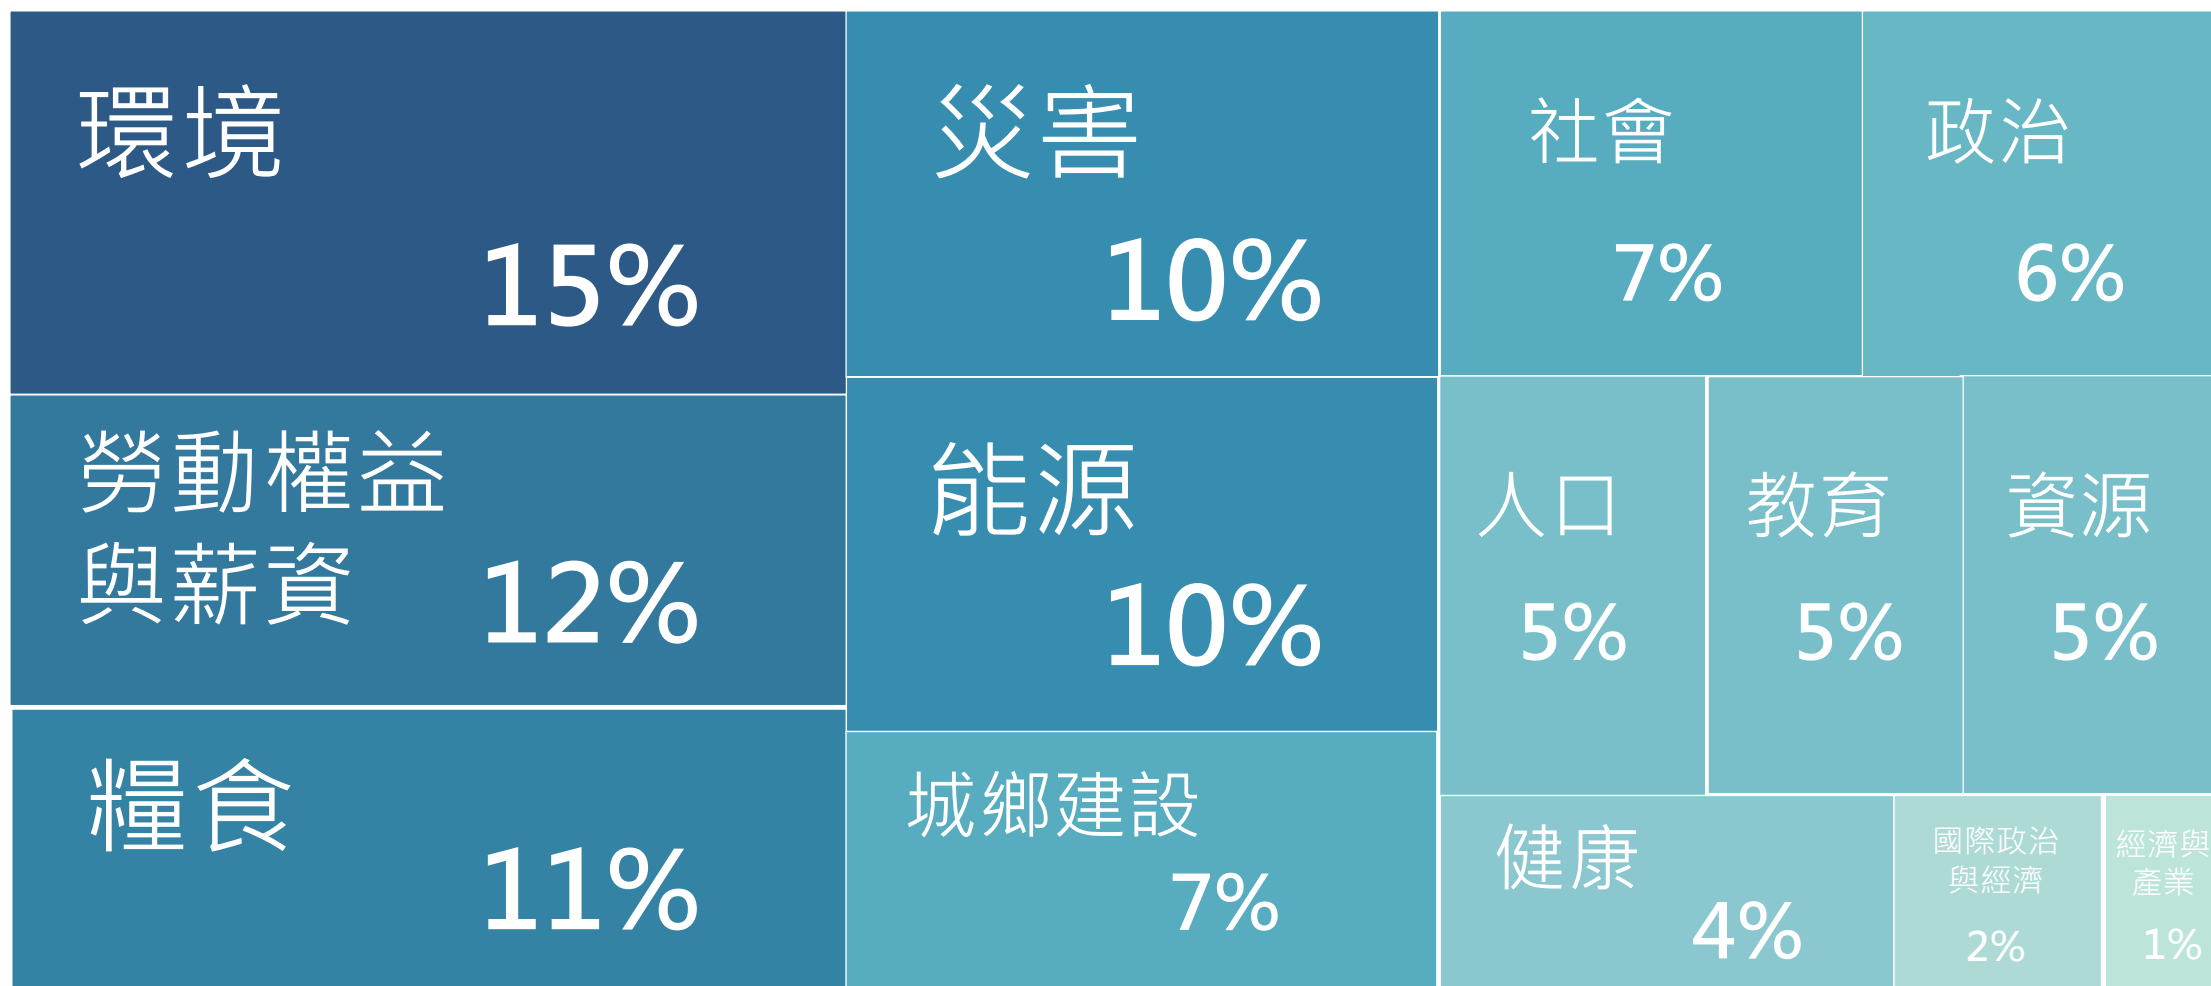 環境
15%
勞動權益
與薪資
12%
糧食
11%
災害
10%
能源
10%
城鄉建設
7%
社會
7%
政治
6%
人口
5%
教育
5%
資源
5%
健康
4%
國際政治
與經濟
2%
經濟與
產業
1%